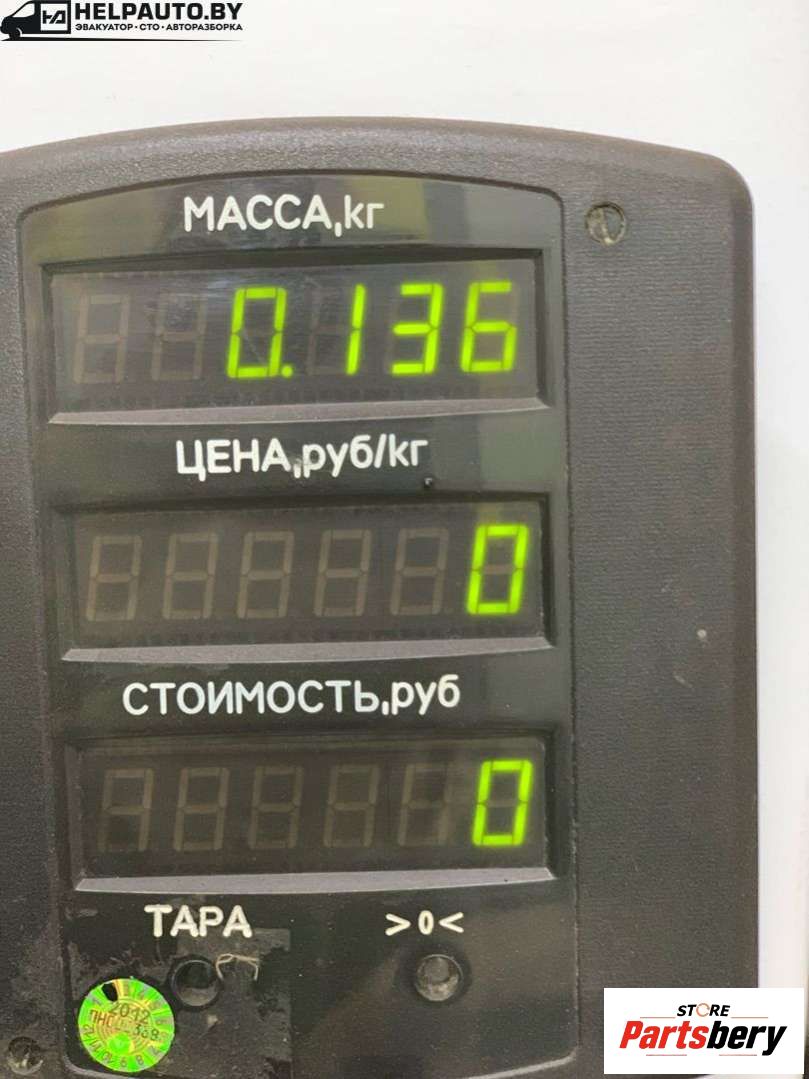 HELPAUTO.BY
ЭВАКУАТОР•СТО•АВТОРАЗБОРКА
МАССА,кг
0.136
ЦЕНА,руб/кг
0
СТОИМОСТЬ,руб
0
ТАРА >0<
2012
STORE
Partsbery